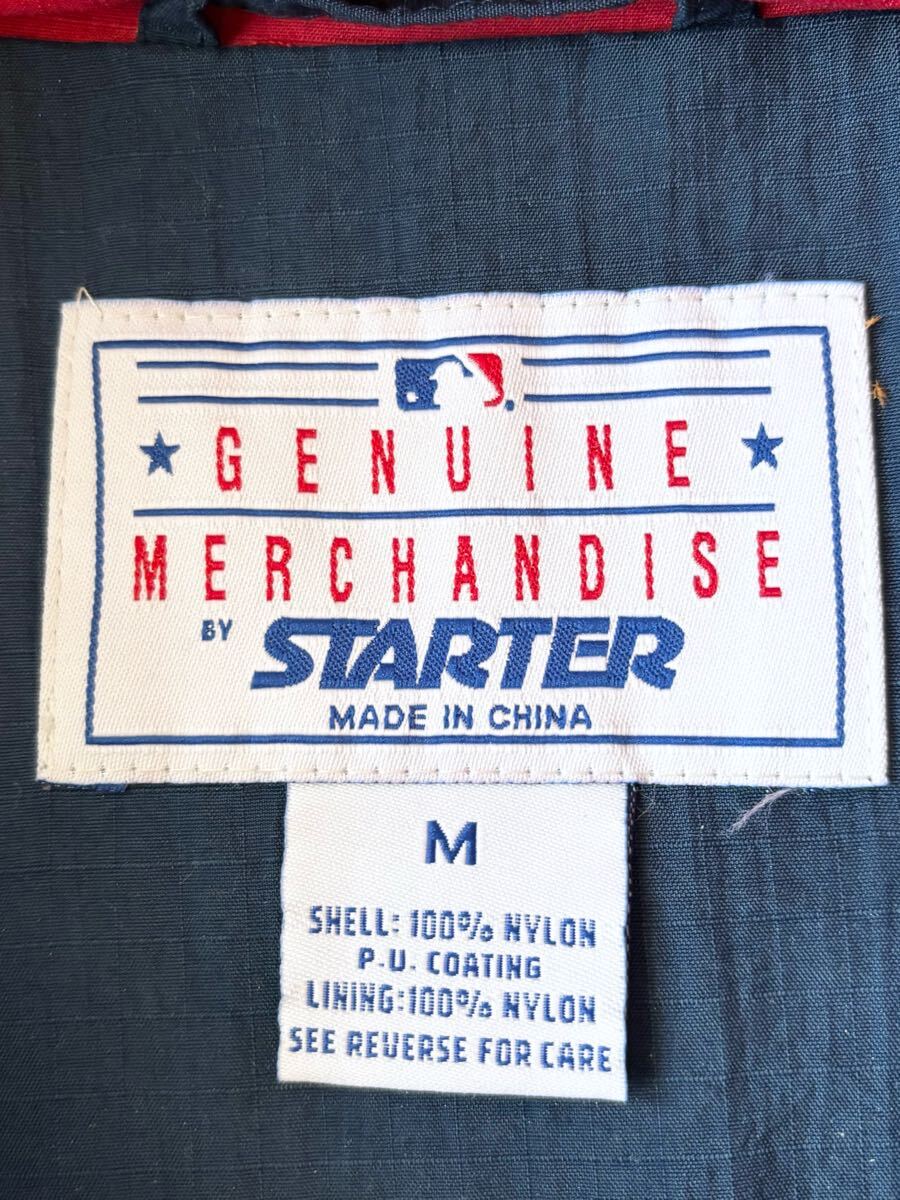 GENUINE
MERCHANDISE
BY STARTER
MADE IN CHINA
M
SHELL: 100% NYLON
P.U. COATING
LINING:100% NYLON
SEE REVERSE FOR CARE